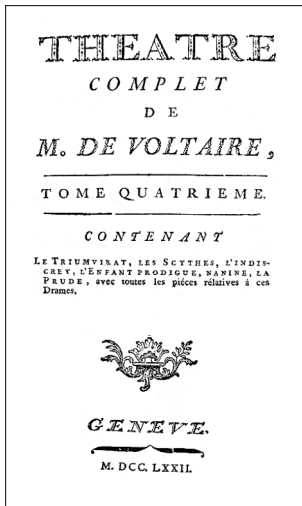 THEATRE
COMPLET
DE
M. DE VOLTAIRE,
TOME QUATRIEME.
CONTENANT
LE TRIUMVIRAT, LES SCYTHES, L'INDIS-
CRET, L'ENFANT PRODIGUE, NANINE, LA
PRUDE, avec toutes les piéces rélatives à ces
Drames.
GENEVE.
M. DCC. LXXII.